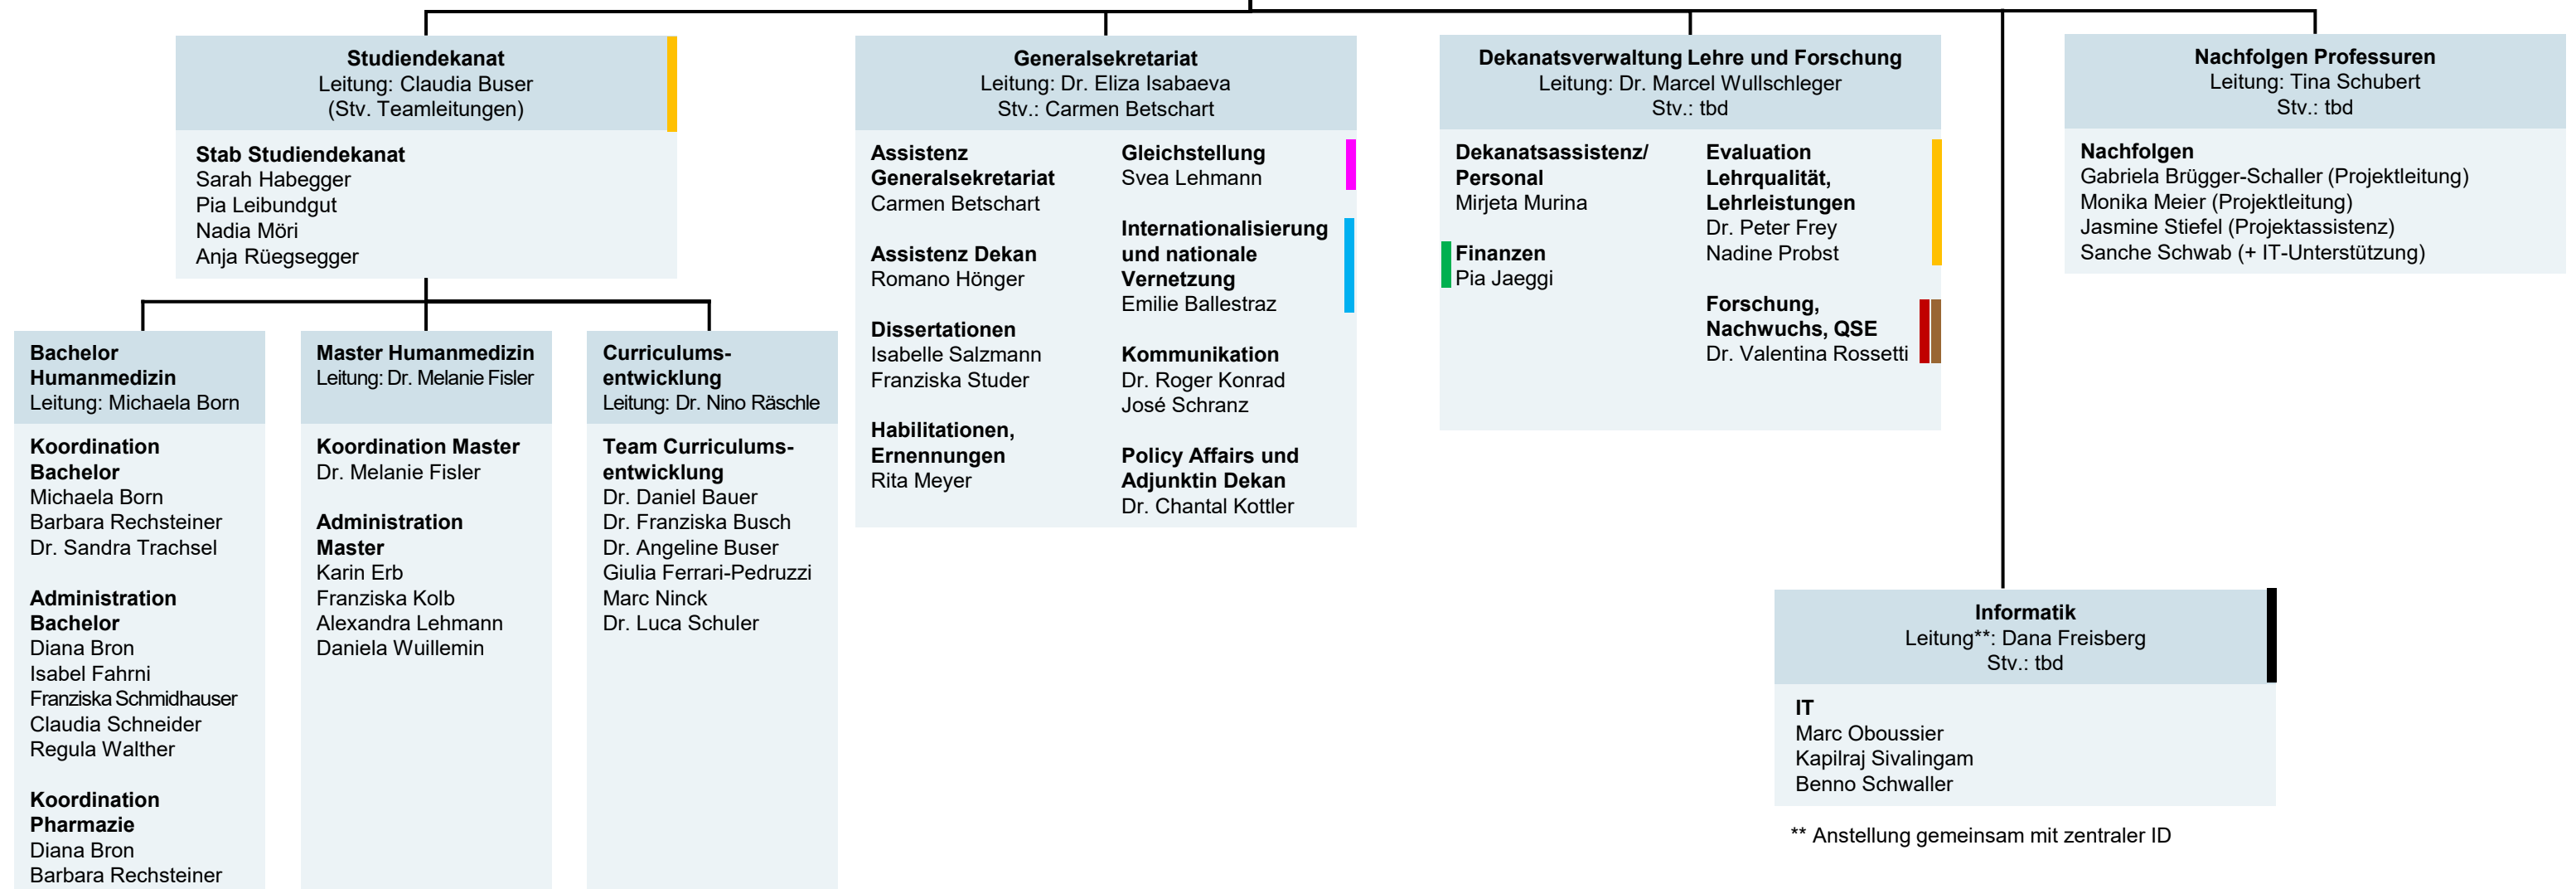 Studiendekanat
Leitung: Claudia Buser
(Stv. Teamleitungen)
Stab Studiendekanat
Sarah Habegger
Pia Leibundgut
Nadia Möri
Anja Rüegsegger
Bachelor
Humanmedizin
Leitung: Michaela Born
Koordination
Bachelor
Michaela Born
Barbara Rechsteiner
Dr. Sandra Trachsel
Administration
Bachelor
Diana Bron
Isabel Fahrni
Franziska Schmidhauser
Claudia Schneider
Regula Walther
Koordination
Pharmazie
Diana Bron
Barbara Rechsteiner
Master Humanmedizin
Leitung: Dr. Melanie Fisler
Koordination Master
Dr. Melanie Fisler
Administration
Master
Karin Erb
Franziska Kolb
Alexandra Lehmann
Daniela Wuillemin
Curriculums-
entwicklung
Leitung: Dr. Nino Räschle
Team Curriculums-
entwicklung
Dr. Daniel Bauer
Dr. Franziska Busch
Dr. Angeline Buser
Giulia Ferrari-Pedruzzi
Marc Ninck
Dr. Luca Schuler
Generalsekretariat
Leitung: Dr. Eliza Isabaeva
Stv.: Carmen Betschart
Assistenz
Generalsekretariat
Carmen Betschart
Assistenz Dekan
Romano Hönger
Dissertationen
Isabelle Salzmann
Franziska Studer
Habilitationen,
Ernennungen
Rita Meyer
Gleichstellung
Svea Lehmann
Internationalisierung
und nationale
Vernetzung
Emilie Ballestraz
Kommunikation
Dr. Roger Konrad
José Schranz
Policy Affairs und
Adjunktin Dekan
Dr. Chantal Kottler
Dekanatsverwaltung Lehre und Forschung
Leitung: Dr. Marcel Wullschleger
Stv.: tbd
Dekanatsassistenz/
Personal
Mirjeta Murina
Finanzen
Pia Jaeggi
Evaluation
Lehrqualität,
Lehrleistungen
Dr. Peter Frey
Nadine Probst
Forschung,
Nachwuchs, QSE
Dr. Valentina Rossetti
Nachfolgen Professuren
Leitung: Tina Schubert
Stv.: tbd
Nachfolgen
Gabriela Brügger-Schaller (Projektleitung)
Monika Meier (Projektleitung)
Jasmine Stiefel (Projektassistenz)
Sanche Schwab (+ IT-Unterstützung)
Informatik
Leitung**: Dana Freisberg
Stv.: tbd
IT
Marc Oboussier
Kapilraj Sivalingam
Benno Schwaller
** Anstellung gemeinsam mit zentraler ID